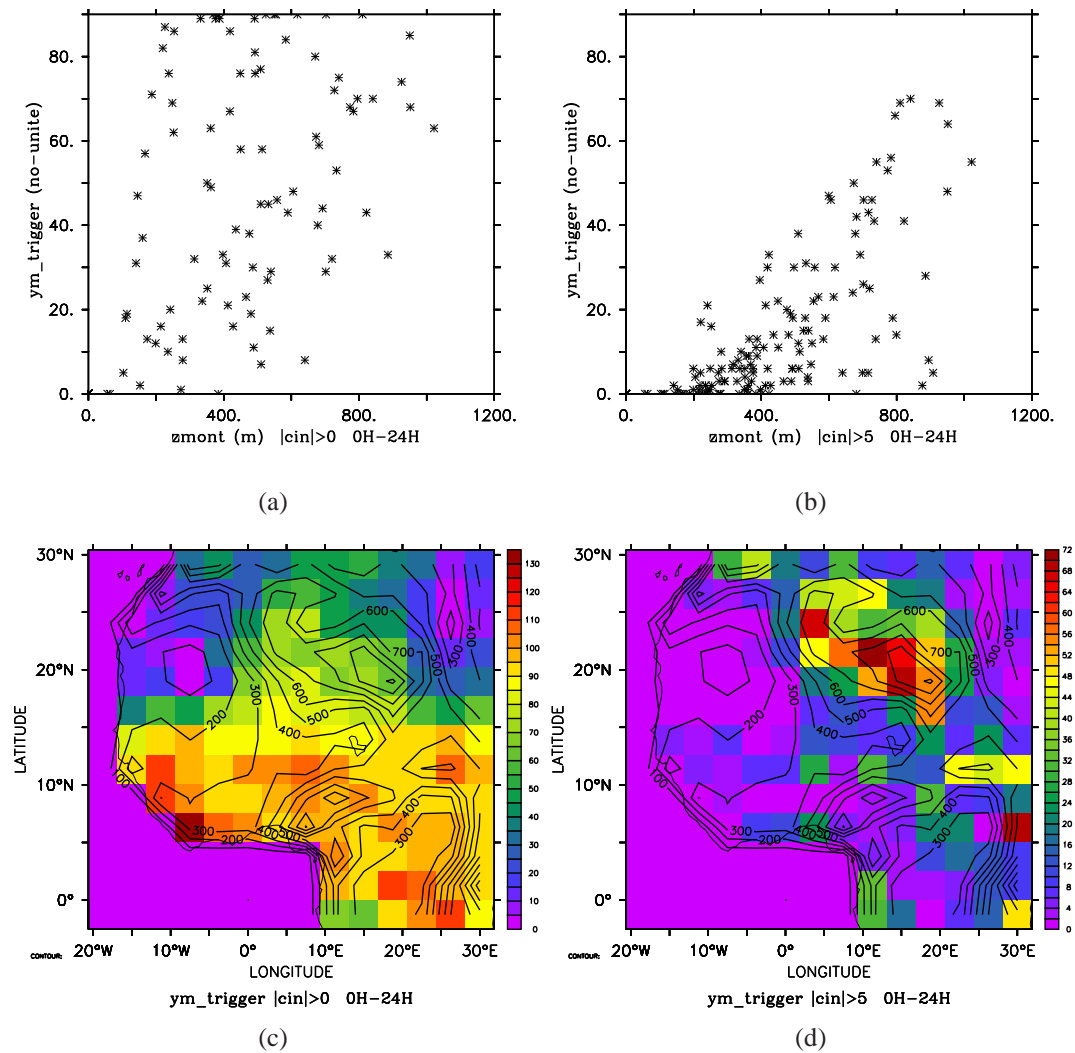 80.
60.
40.
20.
0.
ym_trigger (no-unite)
0.
400.
800.
1200.
zmont (m) |cin|>0 0H-24H
(a)
80.
60.
40.
20.
0.
ym_trigger (no-unite)
0.
400.
800.
1200.
zmont (m) |cin|>5 0H-24H
(b)
30°N
20°N
10°N
0°
LATITUDE
600
700
400
500
300
600
300
200
500
400
100
400
300
300
200
400
500
100
130
120
110
100
90
80
70
60
50
40
30
20
10
0
20°W
10°W
0°
10°E
20°E
30°E
CONTOUR:
LONGITUDE
ym_trigger |cin|>0 0H-24H
(c)
30°N
20°N
10°N
0°
LATITUDE
600
700
400
500
300
600
300
200
500
400
100
400
300
300
200
400
500
100
72
68
64
60
56
52
48
44
40
36
32
28
24
20
16
12
8
4
0
20°W
10°W
0°
10°E
20°E
30°E
CONTOUR:
LONGITUDE
ym_trigger |cin|>5 0H-24H
(d)